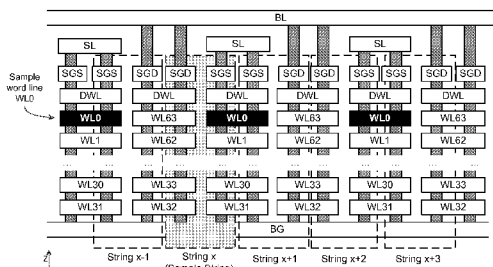 BL
SL SL SL
SGS SGS SGD SGD SGS SGS SGD SGD SGS SGS SGD SGD
Sample
word line
WL0
DWL DWL DWL DWL DWL DWL
WL0 WL63 WL0 WL63 WL0 WL63
WL1 WL62 WL1 WL62 WL1 WL62
... ... ... ... ... ...
WL30 WL33 WL30 WL33 WL30 WL33
WL31 WL32 WL31 WL32 WL31 WL32
BG
Z
String x-1 String x String x+1 String x+2 String x+3
(Sample String)